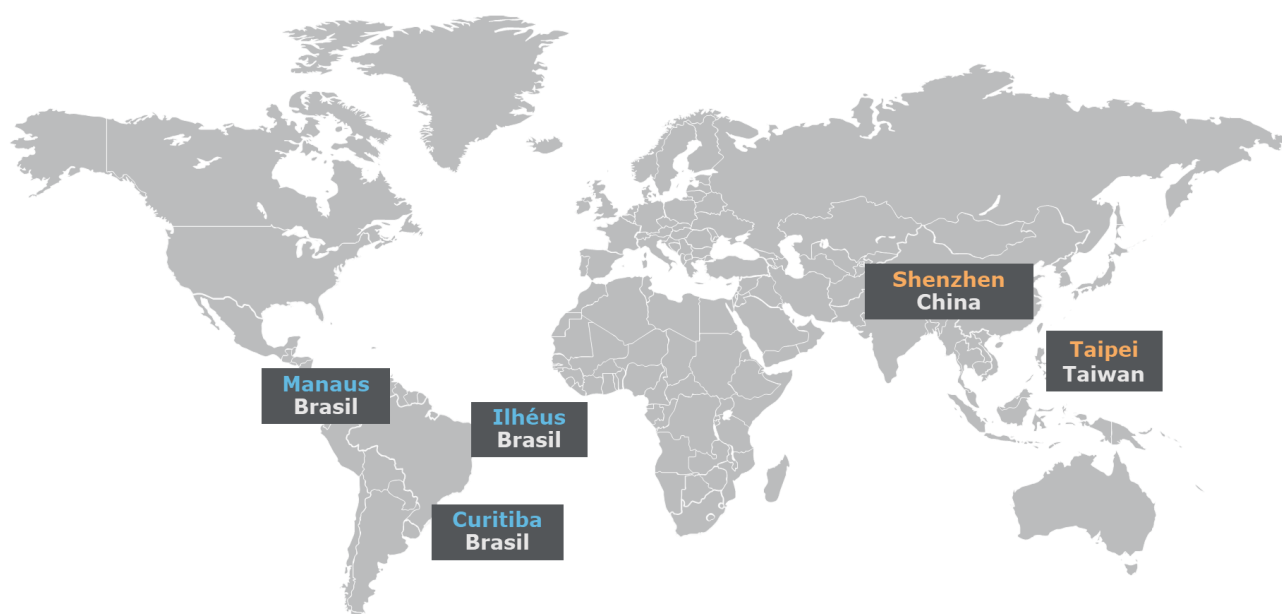 Shenzhen
China
Taipei
Taiwan
Manaus
Brasil
Ilhéus
Brasil
Curitiba
Brasil